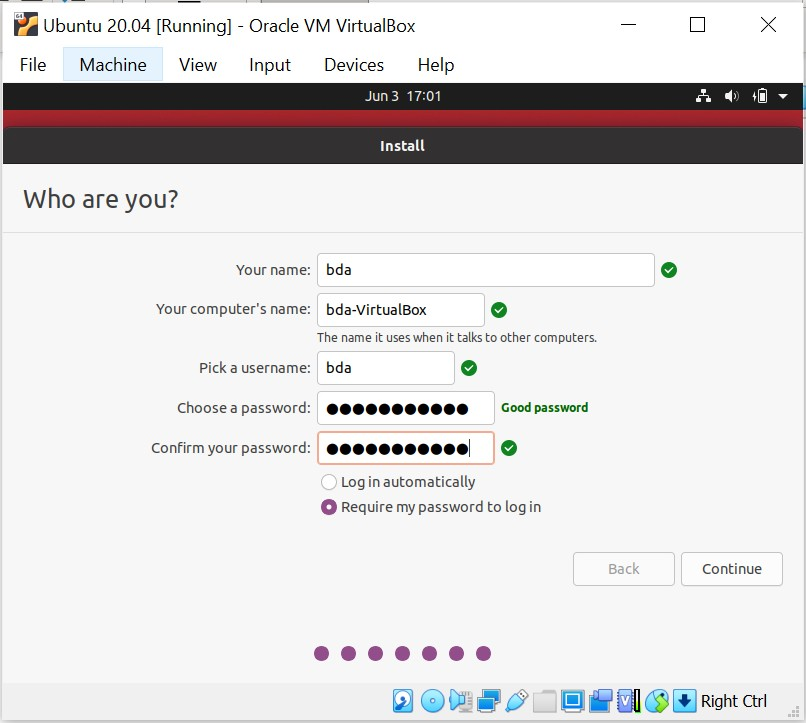 Ubuntu 20.04 [Running] - Oracle VM VirtualBox
File Machine View Input Devices Help
Jun 3 17:01
Install
Who are you?
Your name: bda
Your computer's name: bda-VirtualBox
The name it uses when it talks to other computers.
Pick a username: bda
Choose a password: ●●●●●●●●●●● Good password
Confirm your password: ●●●●●●●●●●●
Log in automatically
Require my password to log in
Back Continue
Right Ctrl